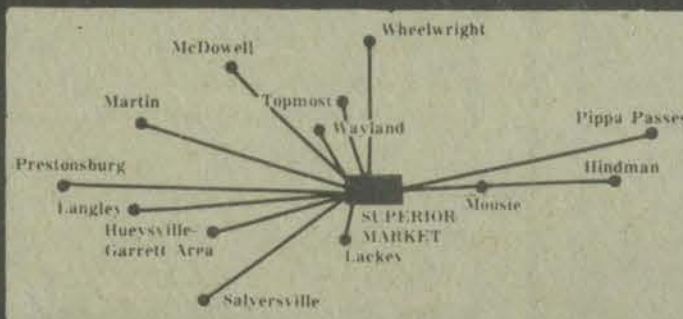 Wheelwright
McDowell
Topmost
Martin
Wayland
Pippa Passes
Prestonsburg
Hindman
Langley
Mousie
Hueysville-
Garrett Area
SUPERIOR
MARKET
Lackey
Salyersville